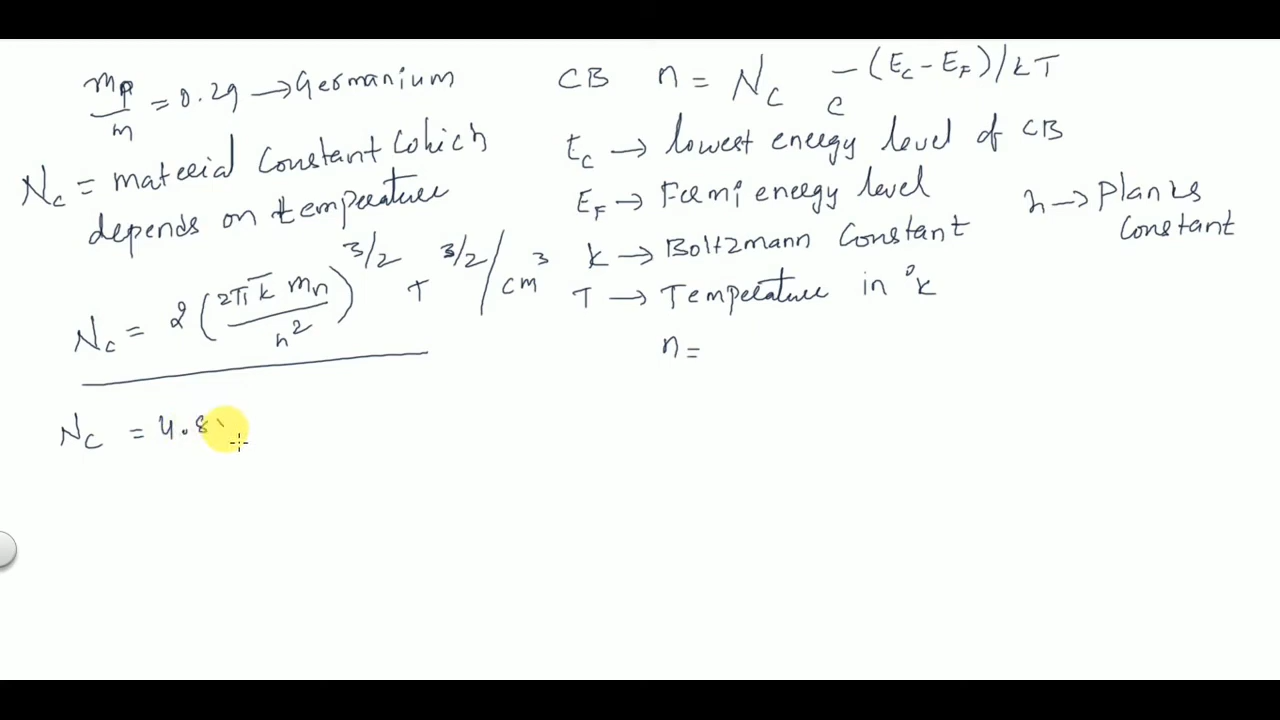 mp/m = 0.29 → Germanium
Nc = material Constant which
depends on temperature
Nc = 2 (2π k̄ mn / h²)^3/2 T^3/2 / cm³
Nc = 4.8
CB n = Nc e^-(Ec - EF)/kT
Ec → lowest energy level of CB
EF → Fermi energy level
k → Boltzmann Constant
T → Temperature in °k
n =
h → Planks
Constant